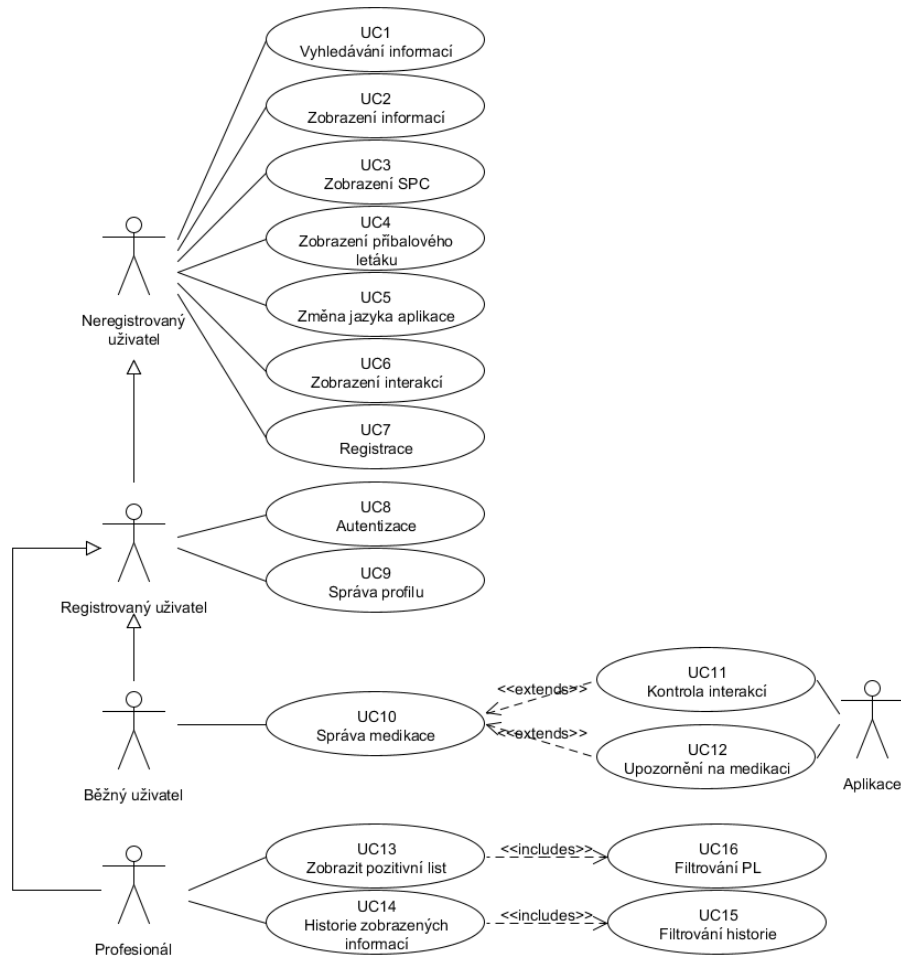 UC1
Vyhledávání informací
UC2
Zobrazení informací
UC3
Zobrazení SPC
UC4
Zobrazení příbalového
letáku
UC5
Změna jazyka aplikace
UC6
Zobrazení interakcí
UC7
Registrace
Neregistrovaný
uživatel
UC8
Autentizace
UC9
Správa profilu
Registrovaný uživatel
UC10
Správa medikace
Běžný uživatel
<<extends>>
<<extends>>
UC11
Kontrola interakcí
UC12
Upozornění na medikaci
Aplikace
UC13
Zobrazit pozitivní list
<<includes>>
UC16
Filtrování PL
UC14
Historie zobrazených
informací
<<includes>>
UC15
Filtrování historie
Profesionál